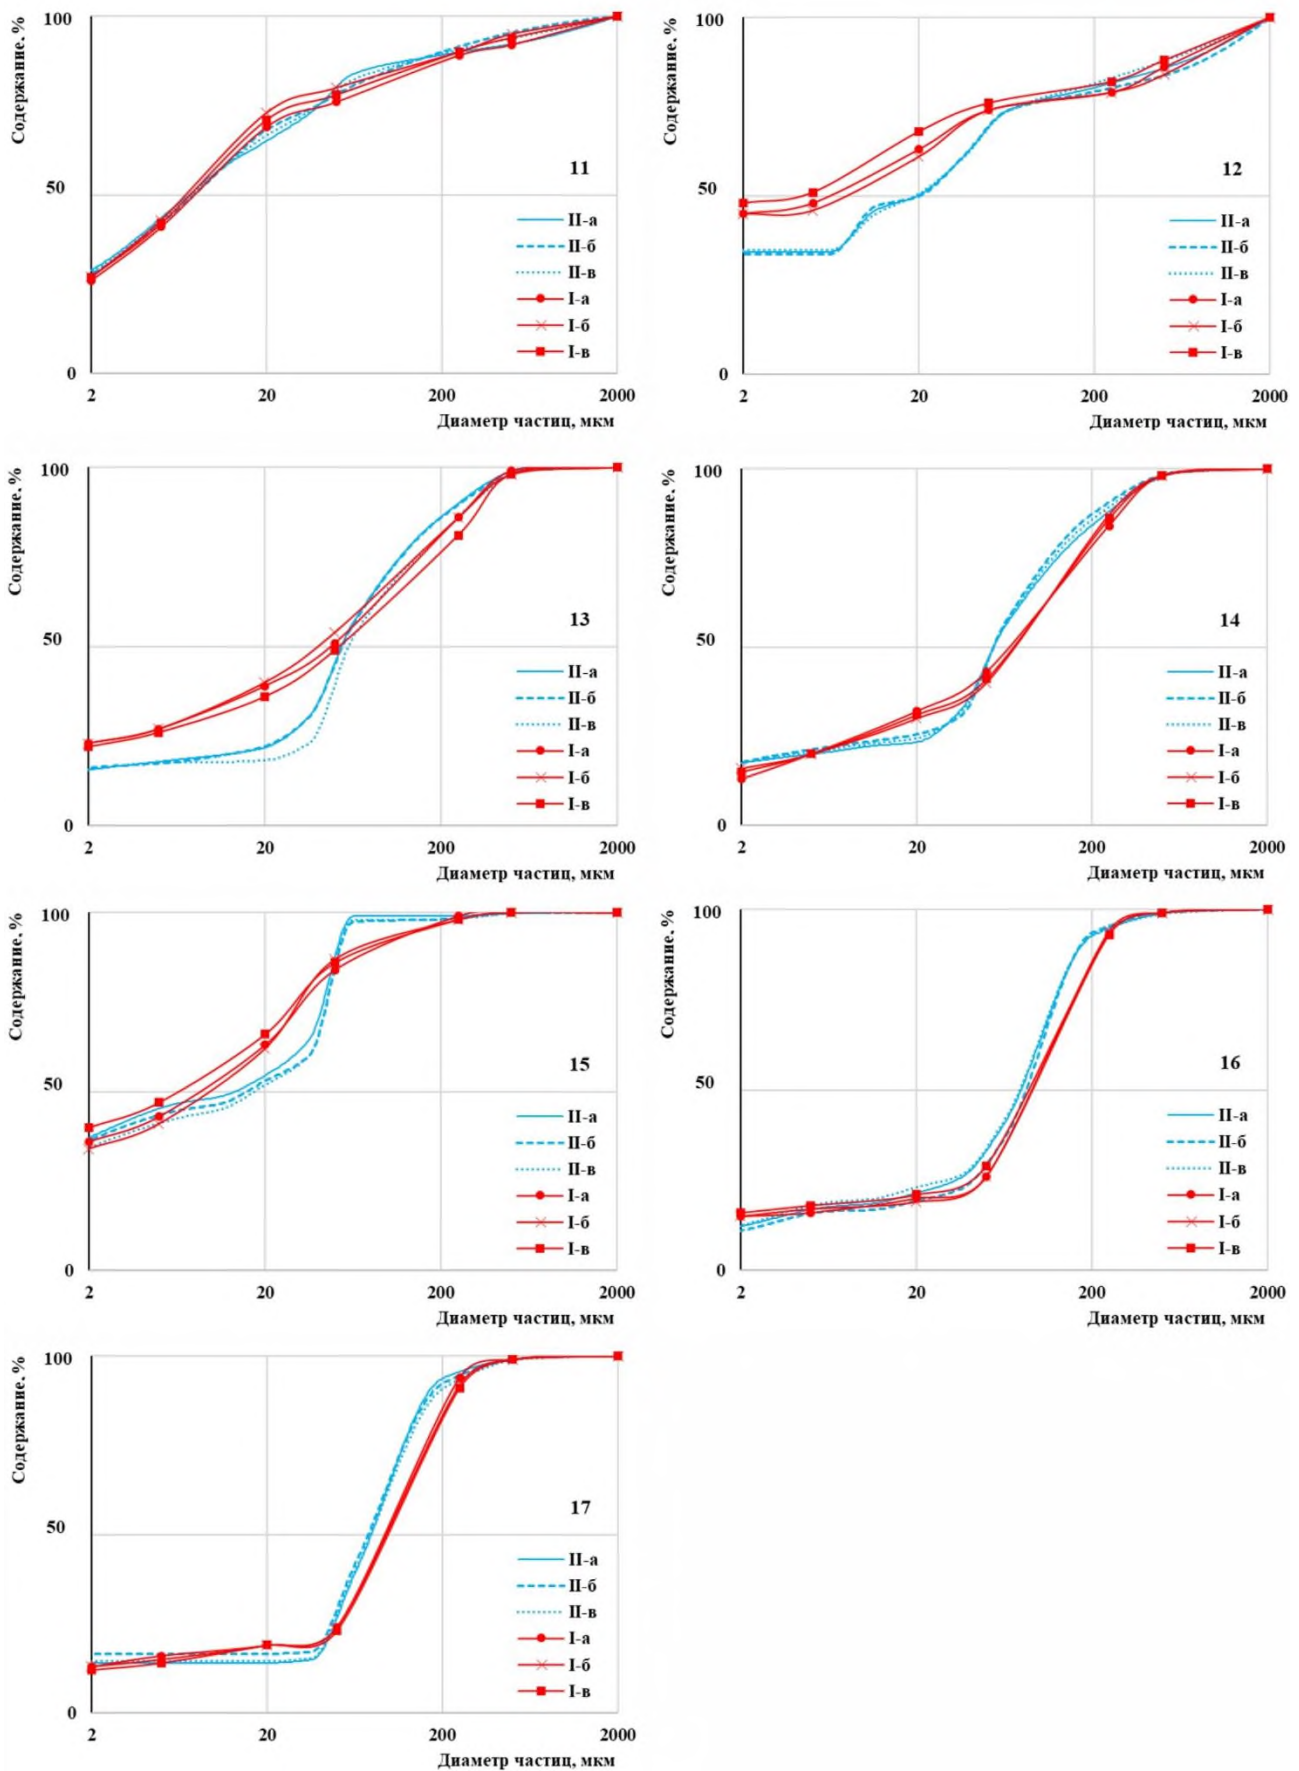 Содержание. %
100
50
0
11
II-а
II-б
II-в
I-а
I-б
I-в
2 20 200 2000
Диаметр частиц, мкм
Содержание. %
100
50
0
12
II-а
II-б
II-в
I-а
I-б
I-в
2 20 200 2000
Диаметр частиц, мкм
Содержание. %
100
50
0
13
II-а
II-б
II-в
I-а
I-б
I-в
2 20 200 2000
Диаметр частиц, мкм
Содержание. %
100
50
0
14
II-а
II-б
II-в
I-а
I-б
I-в
2 20 200 2000
Диаметр частиц, мкм
Содержание. %
100
50
0
15
II-а
II-б
II-в
I-а
I-б
I-в
2 20 200 2000
Диаметр частиц, мкм
Содержание. %
100
50
0
16
II-а
II-б
II-в
I-а
I-б
I-в
2 20 200 2000
Диаметр частиц, мкм
Содержание. %
100
50
0
17
II-а
II-б
II-в
I-а
I-б
I-в
2 20 200 2000
Диаметр частиц, мкм